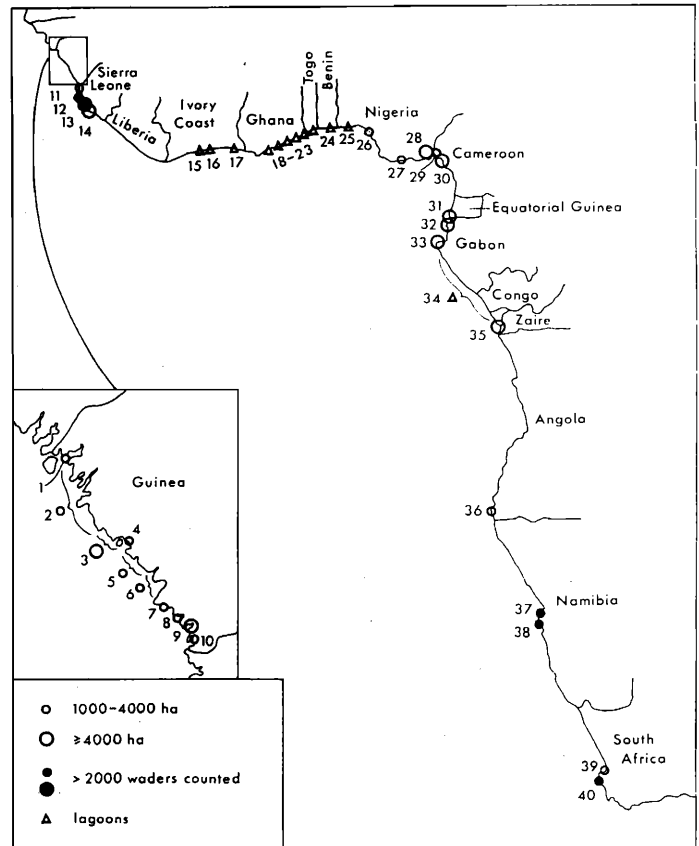 Sierra
Leone
11
12
13
14
Liberia
Ivory
Coast
Ghana
Togo
Benin
Nigeria
15
16
17
18-23
24
25
26
27
28
29
30
Cameroon
31
32
Equatorial Guinea
33
Gabon
34
Congo
35
Zaire
Angola
36
37
38
Namibia
South
Africa
39
40
Guinea
1
2
3
4
5
6
7
8
9
10
1000-4000 ha
≥4000 ha
> 2000 waders counted
lagoons